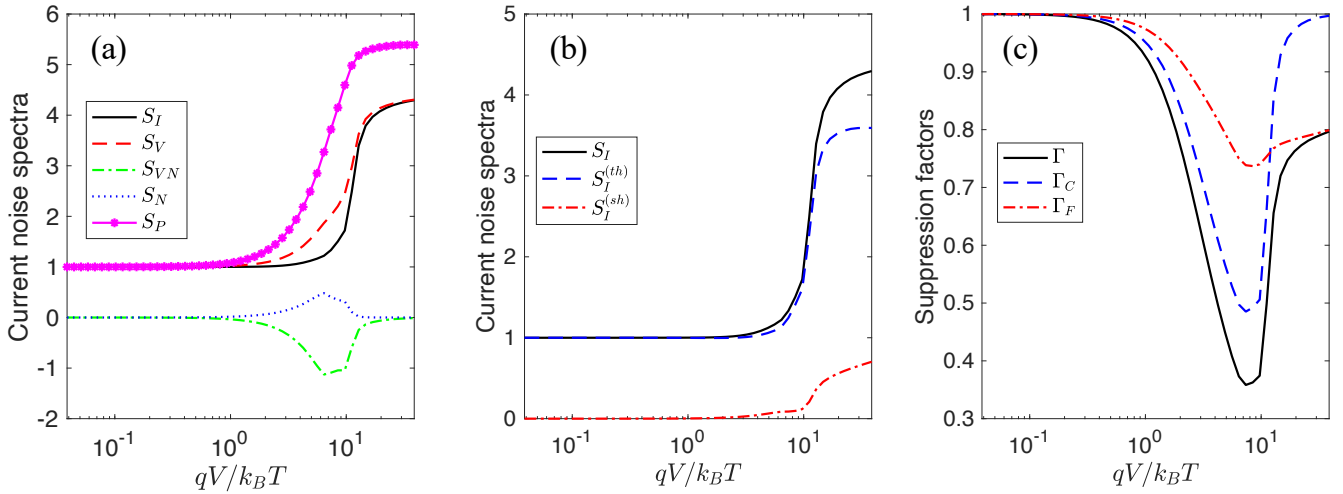 (a)
Current noise spectra
6
5
4
3
2
1
0
-1
-2
S_I
S_V
S_{VN}
S_N
S_P
10^{-1}
10^0
10^1
qV/k_BT
(b)
Current noise spectra
5
4
3
2
1
0
S_I
S_I^{(th)}
S_I^{(sh)}
10^{-1}
10^0
10^1
qV/k_BT
(c)
Suppression factors
1
0.9
0.8
0.7
0.6
0.5
0.4
0.3
Γ
Γ_C
Γ_F
10^{-1}
10^0
10^1
qV/k_BT